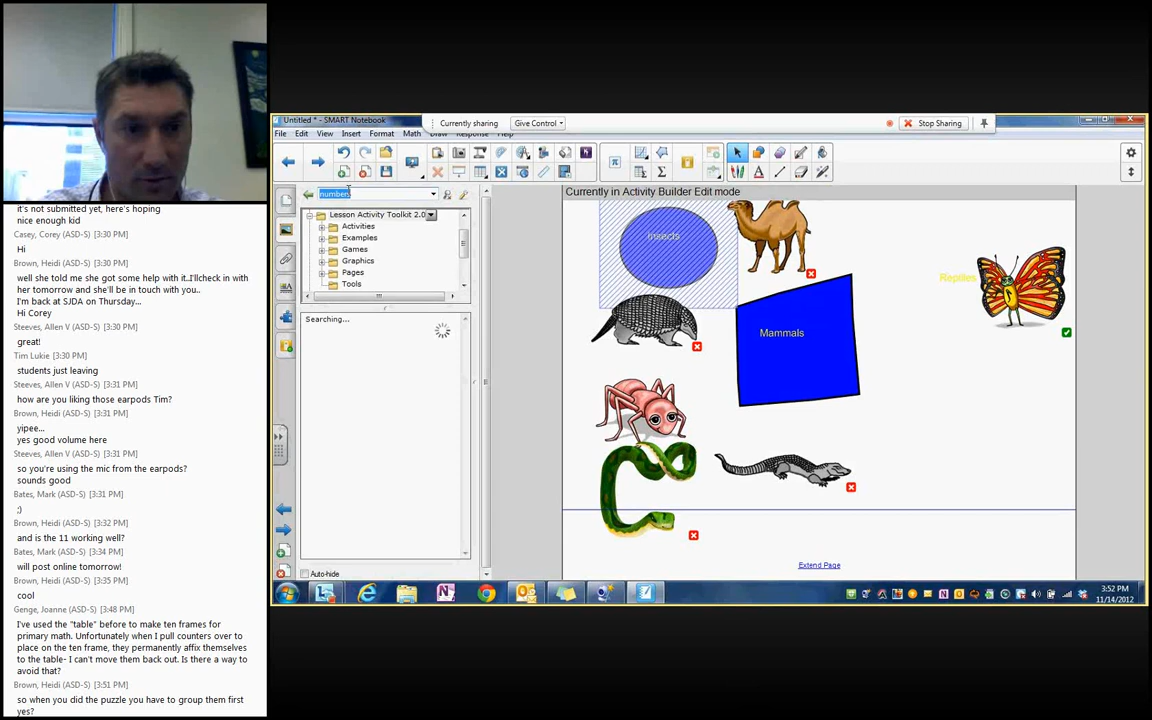 it's not submitted yet, here's hoping
nice enough kid
Casey, Corey (ASD-S) [3:30 PM]
Hi
Brown, Heidi (ASD-S) [3:30 PM]
well she told me she got some help with it..I'llcheck in with
her tomorrow and she'll be in touch with you..
I'm back at SJDA on Thursday...
Hi Corey
Steeves, Allen V (ASD-S) [3:30 PM]
great!
Tim Lukie [3:30 PM]
students just leaving
Steeves, Allen V (ASD-S) [3:31 PM]
how are you liking those earpods Tim?
Brown, Heidi (ASD-S) [3:31 PM]
yipee...
yes good volume here
Steeves, Allen V (ASD-S) [3:31 PM]
so you're using the mic from the earpods?
sounds good
Bates, Mark (ASD-S) [3:31 PM]
;)
Brown, Heidi (ASD-S) [3:32 PM]
and is the 11 working well?
Bates, Mark (ASD-S) [3:34 PM]
will post online tomorrow!
Brown, Heidi (ASD-S) [3:35 PM]
cool
Genge, Joanne (ASD-S) [3:48 PM]
I've used the "table" before to make ten frames for
primary math. Unfortunately when I pull counters over to
place on the ten frame, they permanently affix themselves
to the table- I can't move them back out. Is there a way to
avoid that?
Brown, Heidi (ASD-S) [3:51 PM]
so when you did the puzzle you have to group them first
yes?
Untitled * - SMART Notebook
Currently sharing
Give Control
Stop Sharing
File Edit View Insert Format Math Draw Response Help
numbers
Lesson Activity Toolkit 2.0
Activities
Examples
Games
Graphics
Pages
Tools
Searching...
Auto-hide
Currently in Activity Builder Edit mode
Insects
Reptiles
Mammals
Extend Page
3:52 PM
11/14/2012